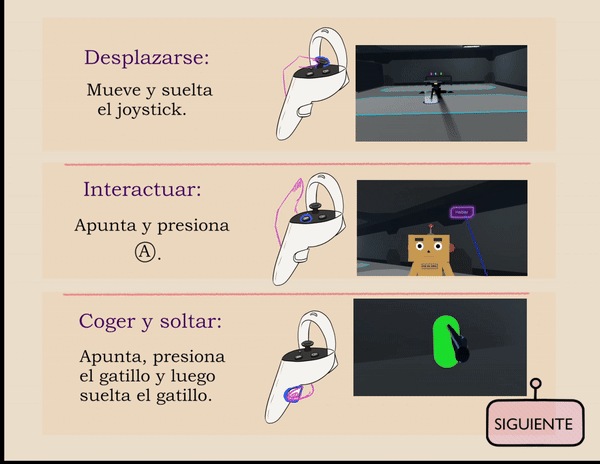 Desplazarse:
Mueve y suelta
el joystick.
Interactuar:
Apunta y presiona
Ⓐ.
Coger y soltar:
Apunta, presiona
el gatillo y luego
suelta el gatillo.
SIGUIENTE